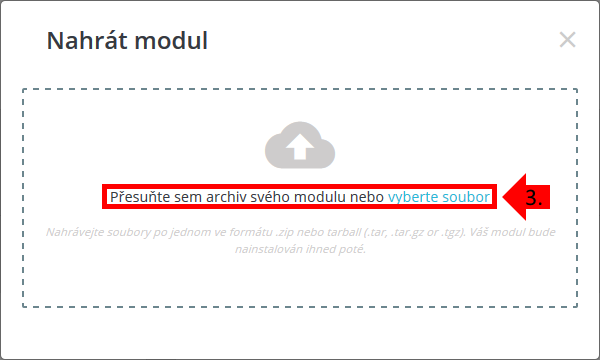 Nahrát modul
Přesuňte sem archiv svého modulu nebo vyberte soubor
3.
Nahrávejte soubory po jednom ve formátu .zip nebo tarball (.tar, .tar.gz or .tgz). Váš modul bude
nainstalován ihned poté.